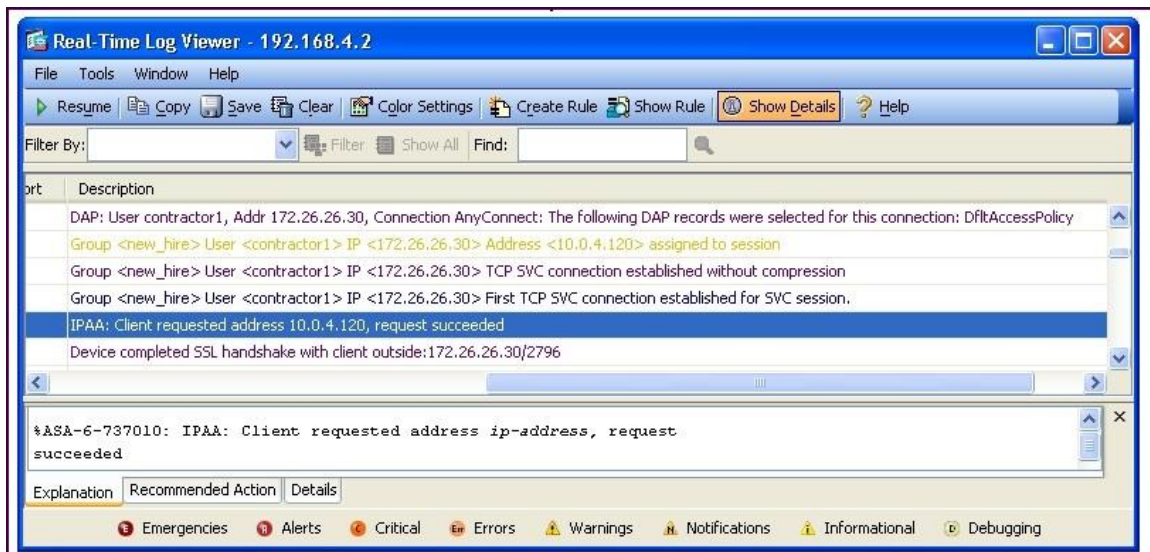 Real-Time Log Viewer - 192.168.4.2
File Tools Window Help
Resume Copy Save Clear Color Settings Create Rule Show Rule Show Details Help
Filter By: Filter Show All Find:
ort Description
DAP: User contractor1, Addr 172.26.26.30, Connection AnyConnect: The following DAP records were selected for this connection: DfltAccessPolicy
Group <new_hire> User <contractor1> IP <172.26.26.30> Address <10.0.4.120> assigned to session
Group <new_hire> User <contractor1> IP <172.26.26.30> TCP SVC connection established without compression
Group <new_hire> User <contractor1> IP <172.26.26.30> First TCP SVC connection established for SVC session.
IPAA: Client requested address 10.0.4.120, request succeeded
Device completed SSL handshake with client outside:172.26.26.30/2796
%ASA-6-737010: IPAA: Client requested address ip-address, request
succeeded
Explanation Recommended Action Details
Emergencies Alerts Critical Errors Warnings Notifications Informational Debugging